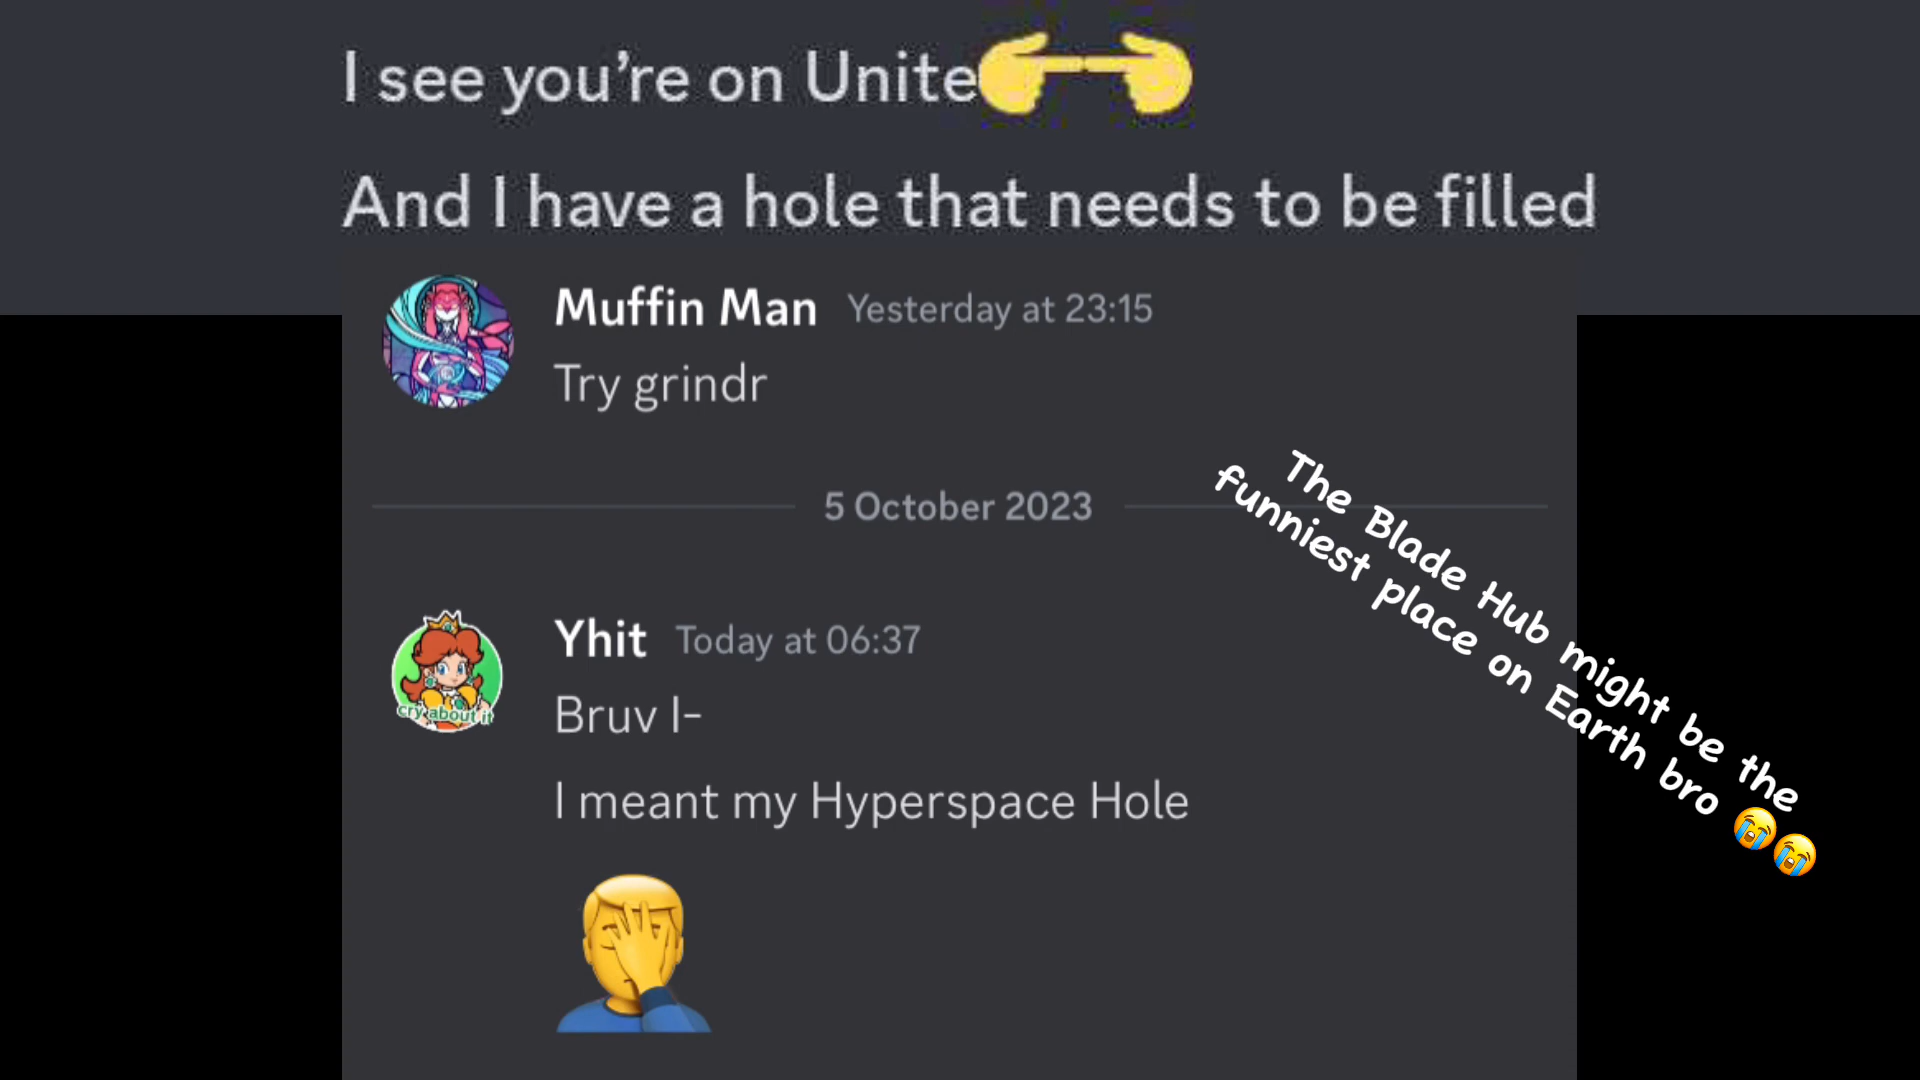 I see you’re on Unite
And I have a hole that needs to be filled
Muffin Man Yesterday at 23:15
Try grindr
5 October 2023
The Blade Hub might be the
funniest place on Earth bro 😭😭
Yhit Today at 06:37
cry about it
Bruv I-
I meant my Hyperspace Hole